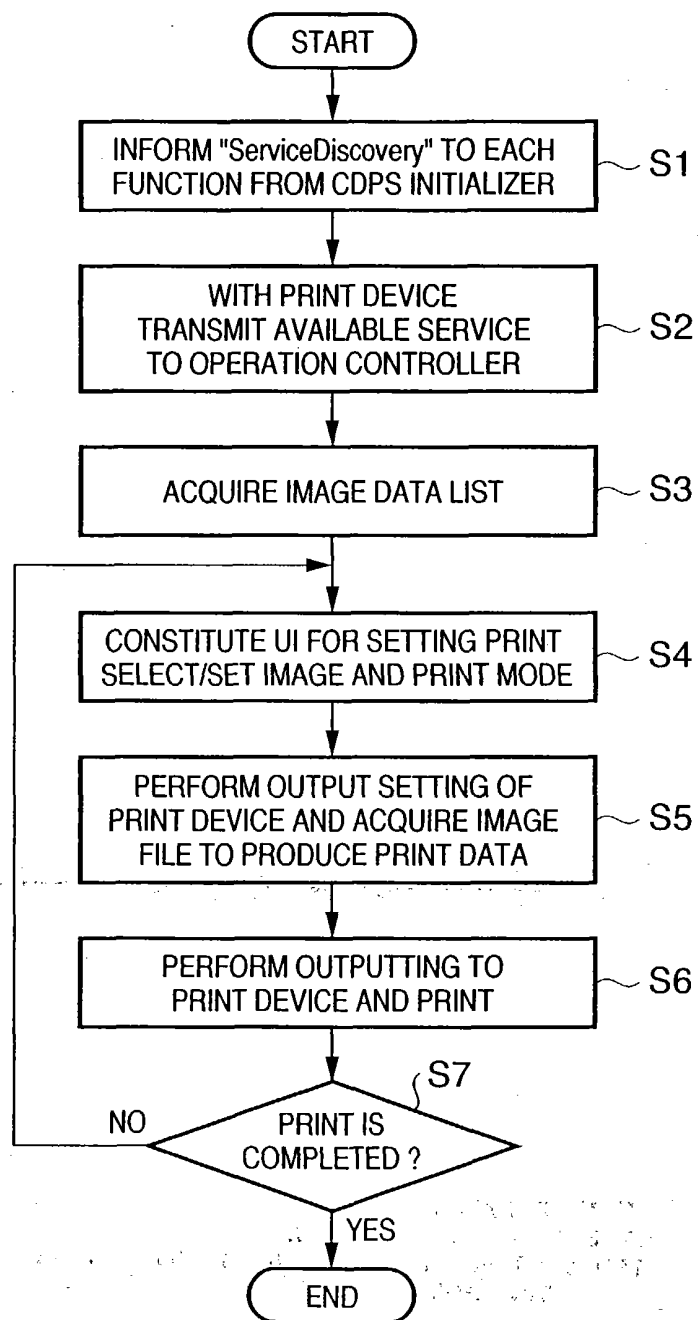 START
INFORM "ServiceDiscovery" TO EACH
FUNCTION FROM CDPS INITIALIZER
S1
WITH PRINT DEVICE
TRANSMIT AVAILABLE SERVICE
TO OPERATION CONTROLLER
S2
ACQUIRE IMAGE DATA LIST
S3
CONSTITUTE UI FOR SETTING PRINT
SELECT/SET IMAGE AND PRINT MODE
S4
PERFORM OUTPUT SETTING OF
PRINT DEVICE AND ACQUIRE IMAGE
FILE TO PRODUCE PRINT DATA
S5
PERFORM OUTPUTTING TO
PRINT DEVICE AND PRINT
S6
S7
NO
PRINT IS
COMPLETED ?
YES
END